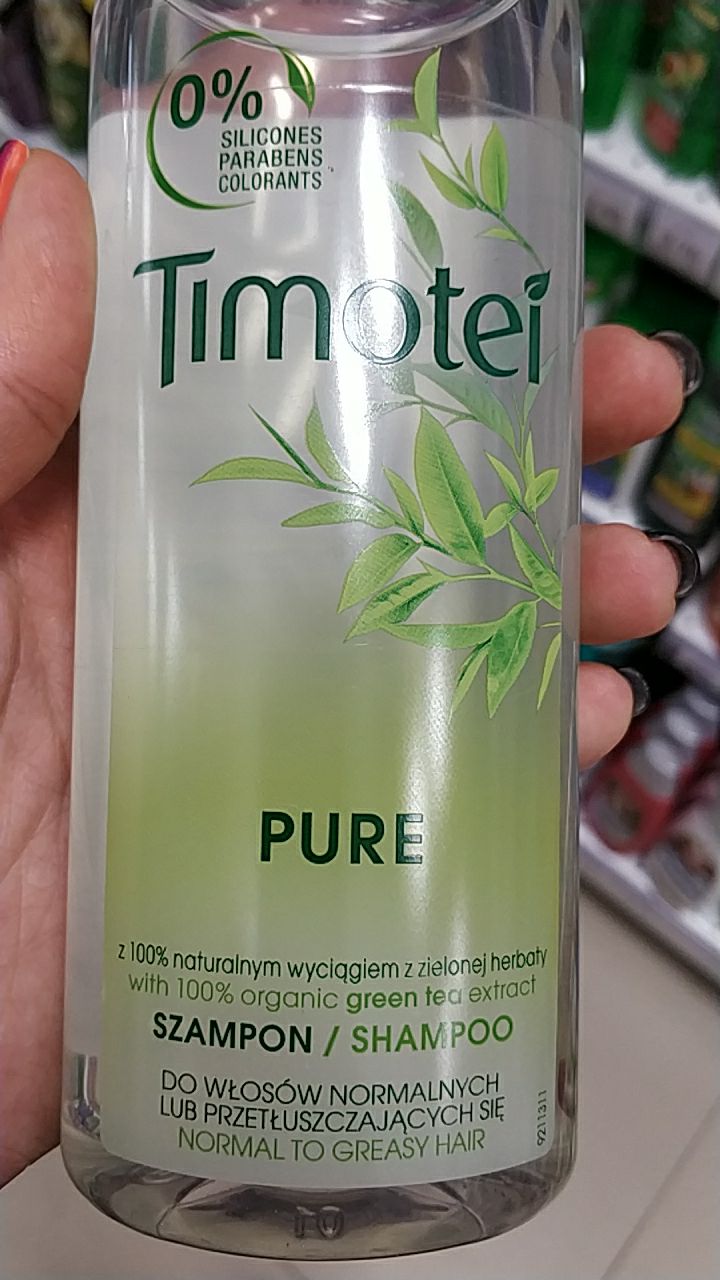 0%
SILICONES
PARABENS
COLORANTS
Timotei
PURE
z 100% naturalnym wyciągiem z zielonej herbaty
with 100% organic green tea extract
SZAMPON / SHAMPOO
DO WŁOSÓW NORMALNYCH
LUB PRZETŁUSZCZAJĄCYCH SIĘ
NORMAL TO GREASY HAIR
9211311
10